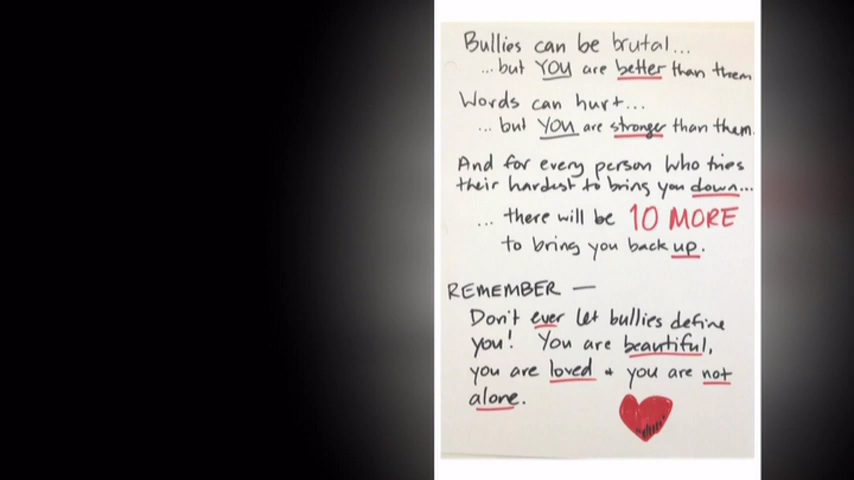 Bullies can be brutal...
...but YOU are better than them
Words can hurt...
...but YOU are stronger than them.
And for every person who tries
their hardest to bring you down...
... there will be 10 MORE
to bring you back up.
REMEMBER —
Don't ever let bullies define
you! You are beautiful,
you are loved + you are not
alone.